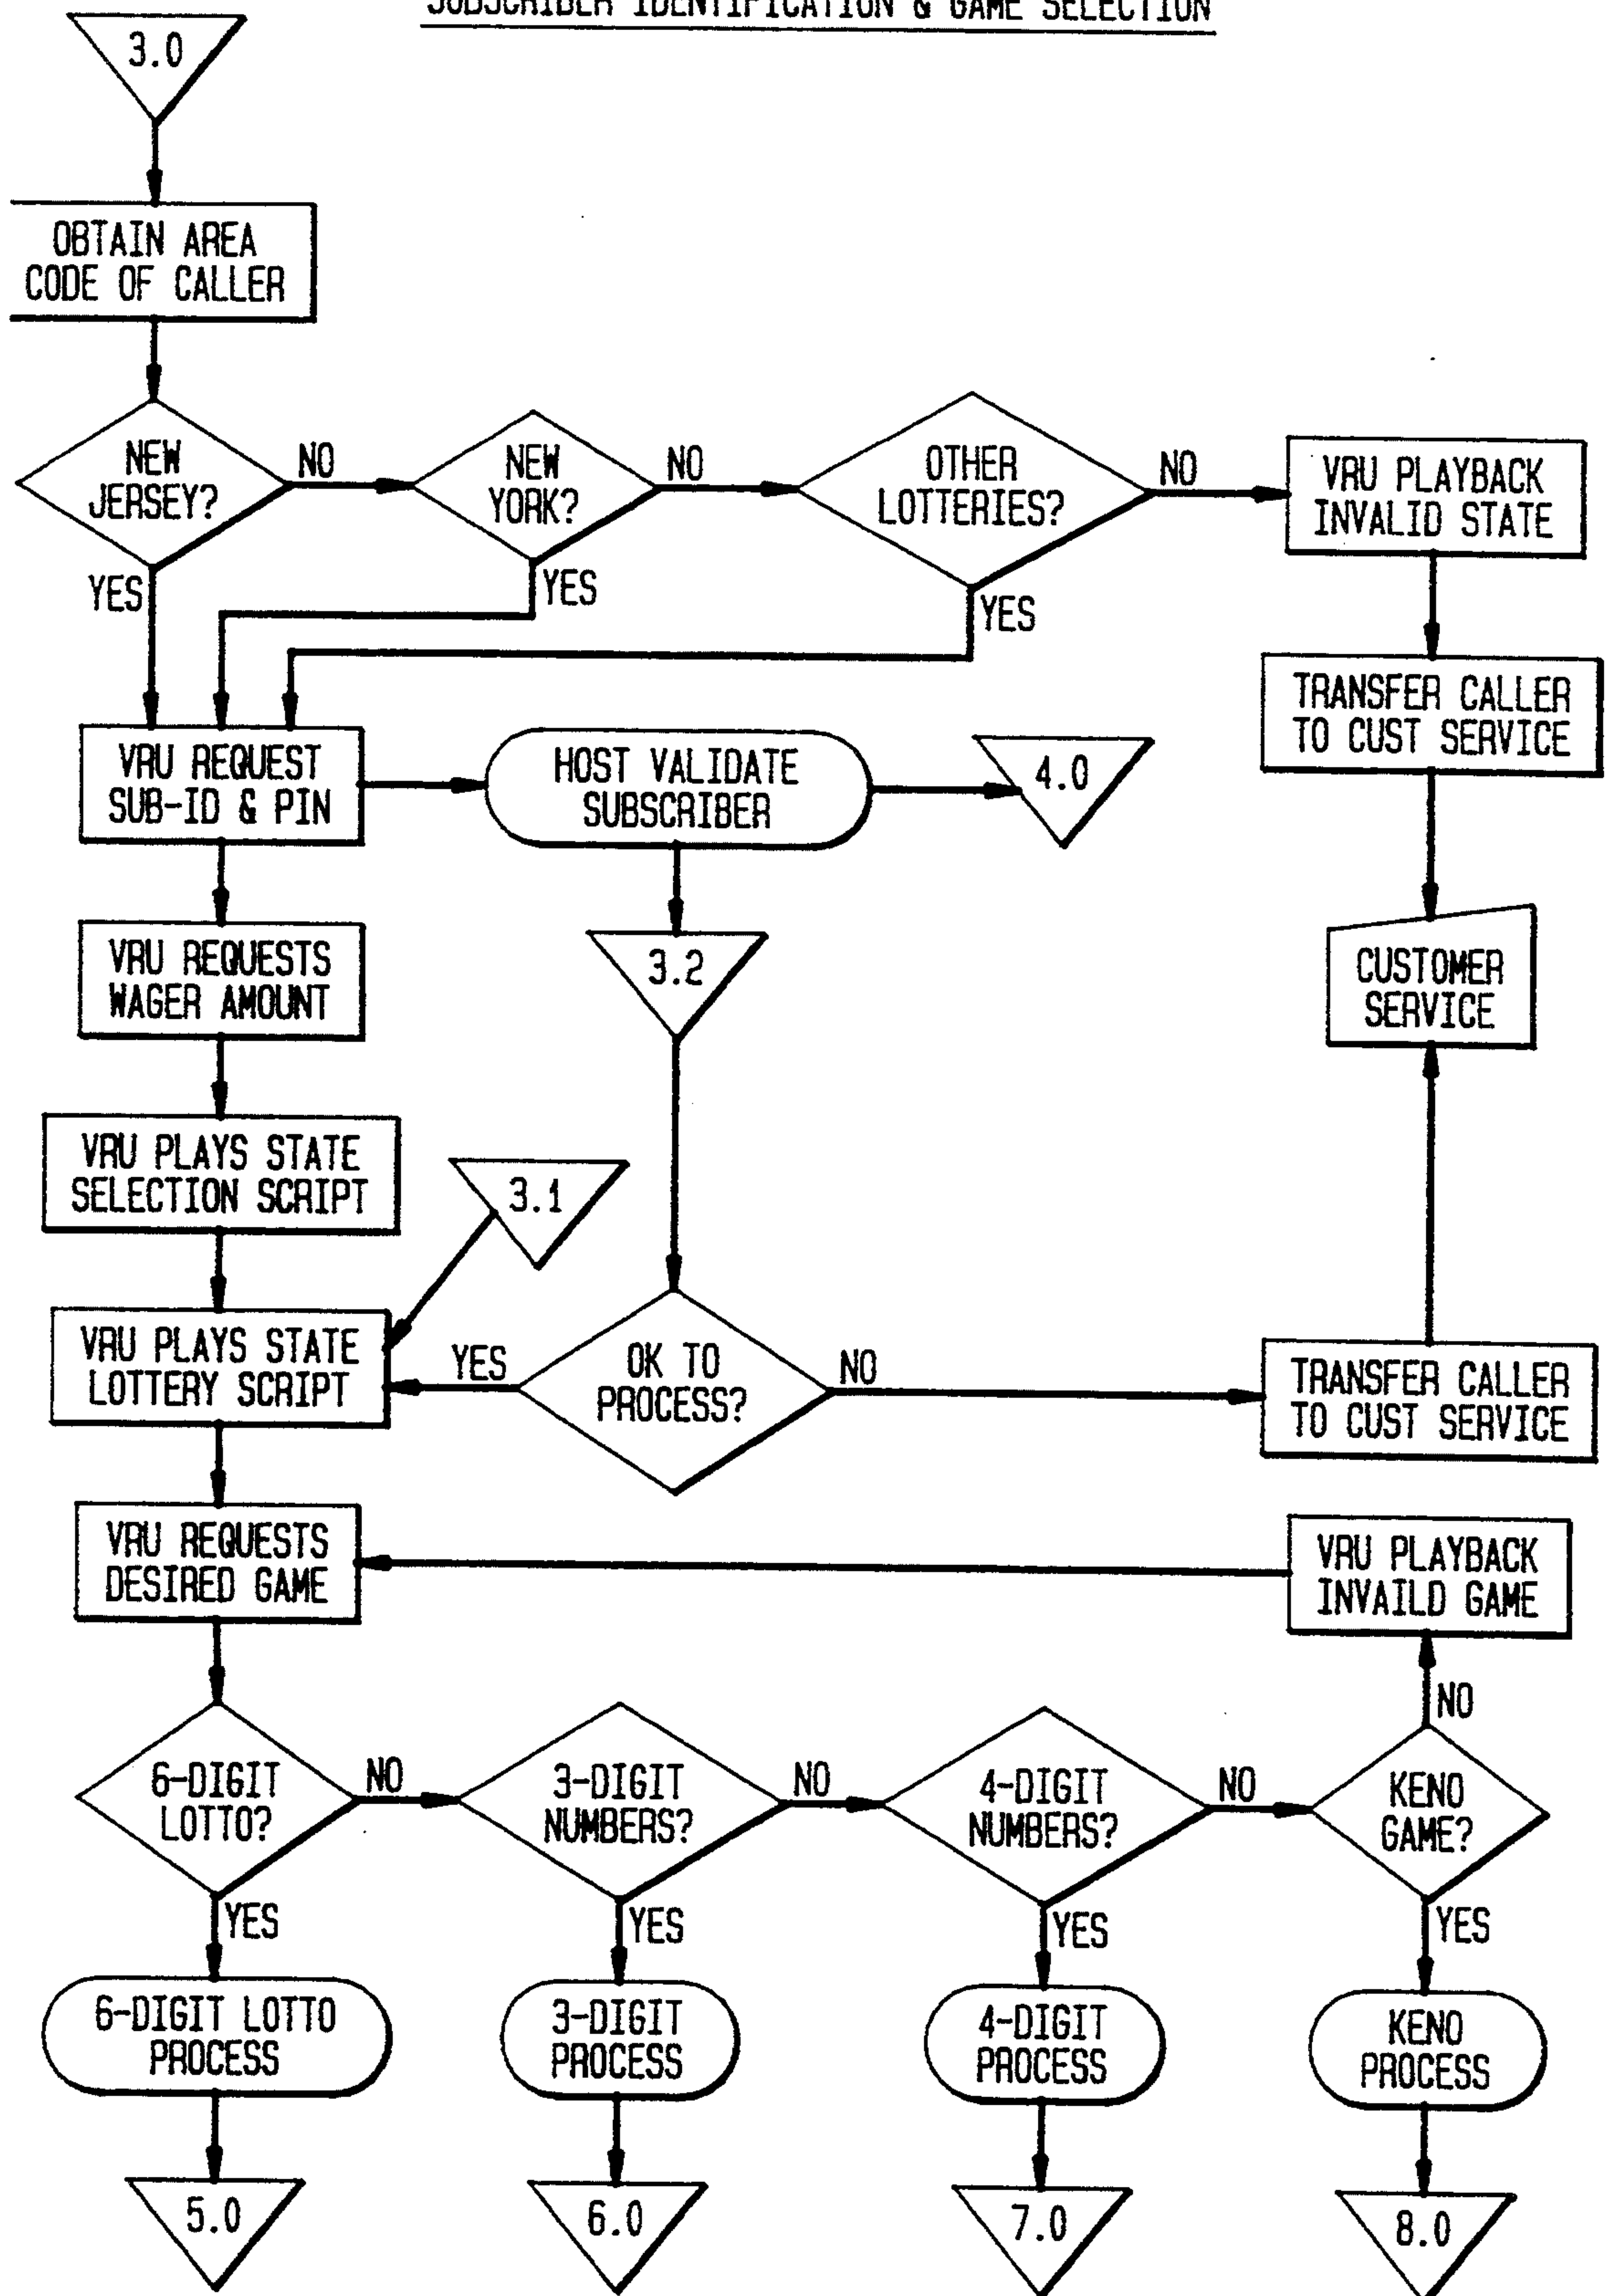 SUBSCRIBER IDENTIFICATION & GAME SELECTION
3.0
OBTAIN AREA
CODE OF CALLER
NEW
JERSEY?
NO
YES
NEW
YORK?
NO
YES
OTHER
LOTTERIES?
NO
YES
VRU PLAYBACK
INVALID STATE
TRANSFER CALLER
TO CUST SERVICE
VRU REQUEST
SUB-ID & PIN
HOST VALIDATE
SUBSCRIBER
4.0
VRU REQUESTS
WAGER AMOUNT
3.2
CUSTOMER
SERVICE
VRU PLAYS STATE
SELECTION SCRIPT
3.1
VRU PLAYS STATE
LOTTERY SCRIPT
YES
OK TO
PROCESS?
NO
TRANSFER CALLER
TO CUST SERVICE
VRU REQUESTS
DESIRED GAME
VRU PLAYBACK
INVAILD GAME
NO
6-DIGIT
LOTTO?
NO
YES
3-DIGIT
NUMBERS?
NO
YES
4-DIGIT
NUMBERS?
NO
YES
KENO
GAME?
YES
6-DIGIT LOTTO
PROCESS
3-DIGIT
PROCESS
4-DIGIT
PROCESS
KENO
PROCESS
5.0
6.0
7.0
8.0